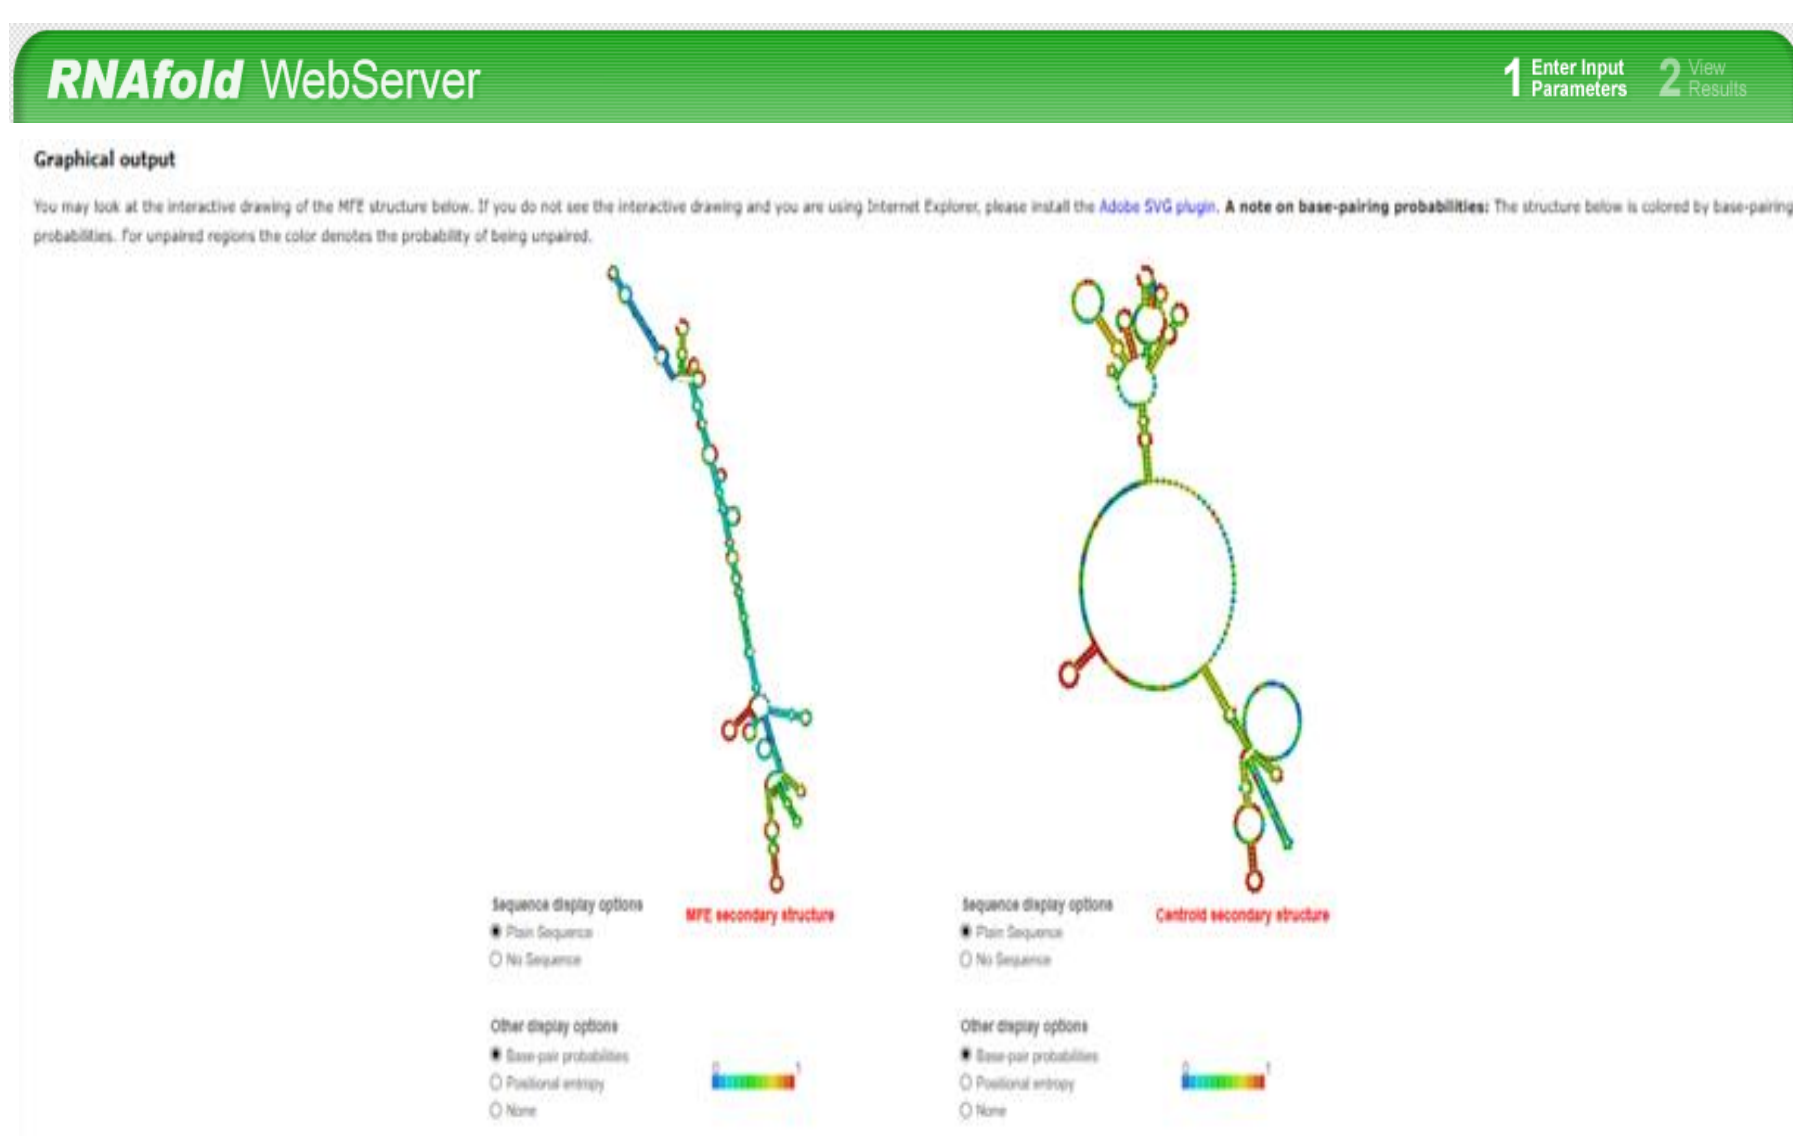 RNAfold WebServer
1 Enter Input Parameters
2 View Results
Graphical output
You may look at the interactive drawing of the MFE structure below. If you do not see the interactive drawing and you are using Internet Explorer, please install the Adobe SVG plugin. A note on base-pairing probabilities: The structure below is colored by base-pairing
probabilities. For unpaired regions the color denotes the probability of being unpaired.
Sequence display options
MFE secondary structure
Plain Sequence
No Sequence
Other display options
Base-pair probabilities
0 1
Positional entropy
None
Sequence display options
Centroid secondary structure
Plain Sequence
No Sequence
Other display options
Base-pair probabilities
0 1
Positional entropy
None